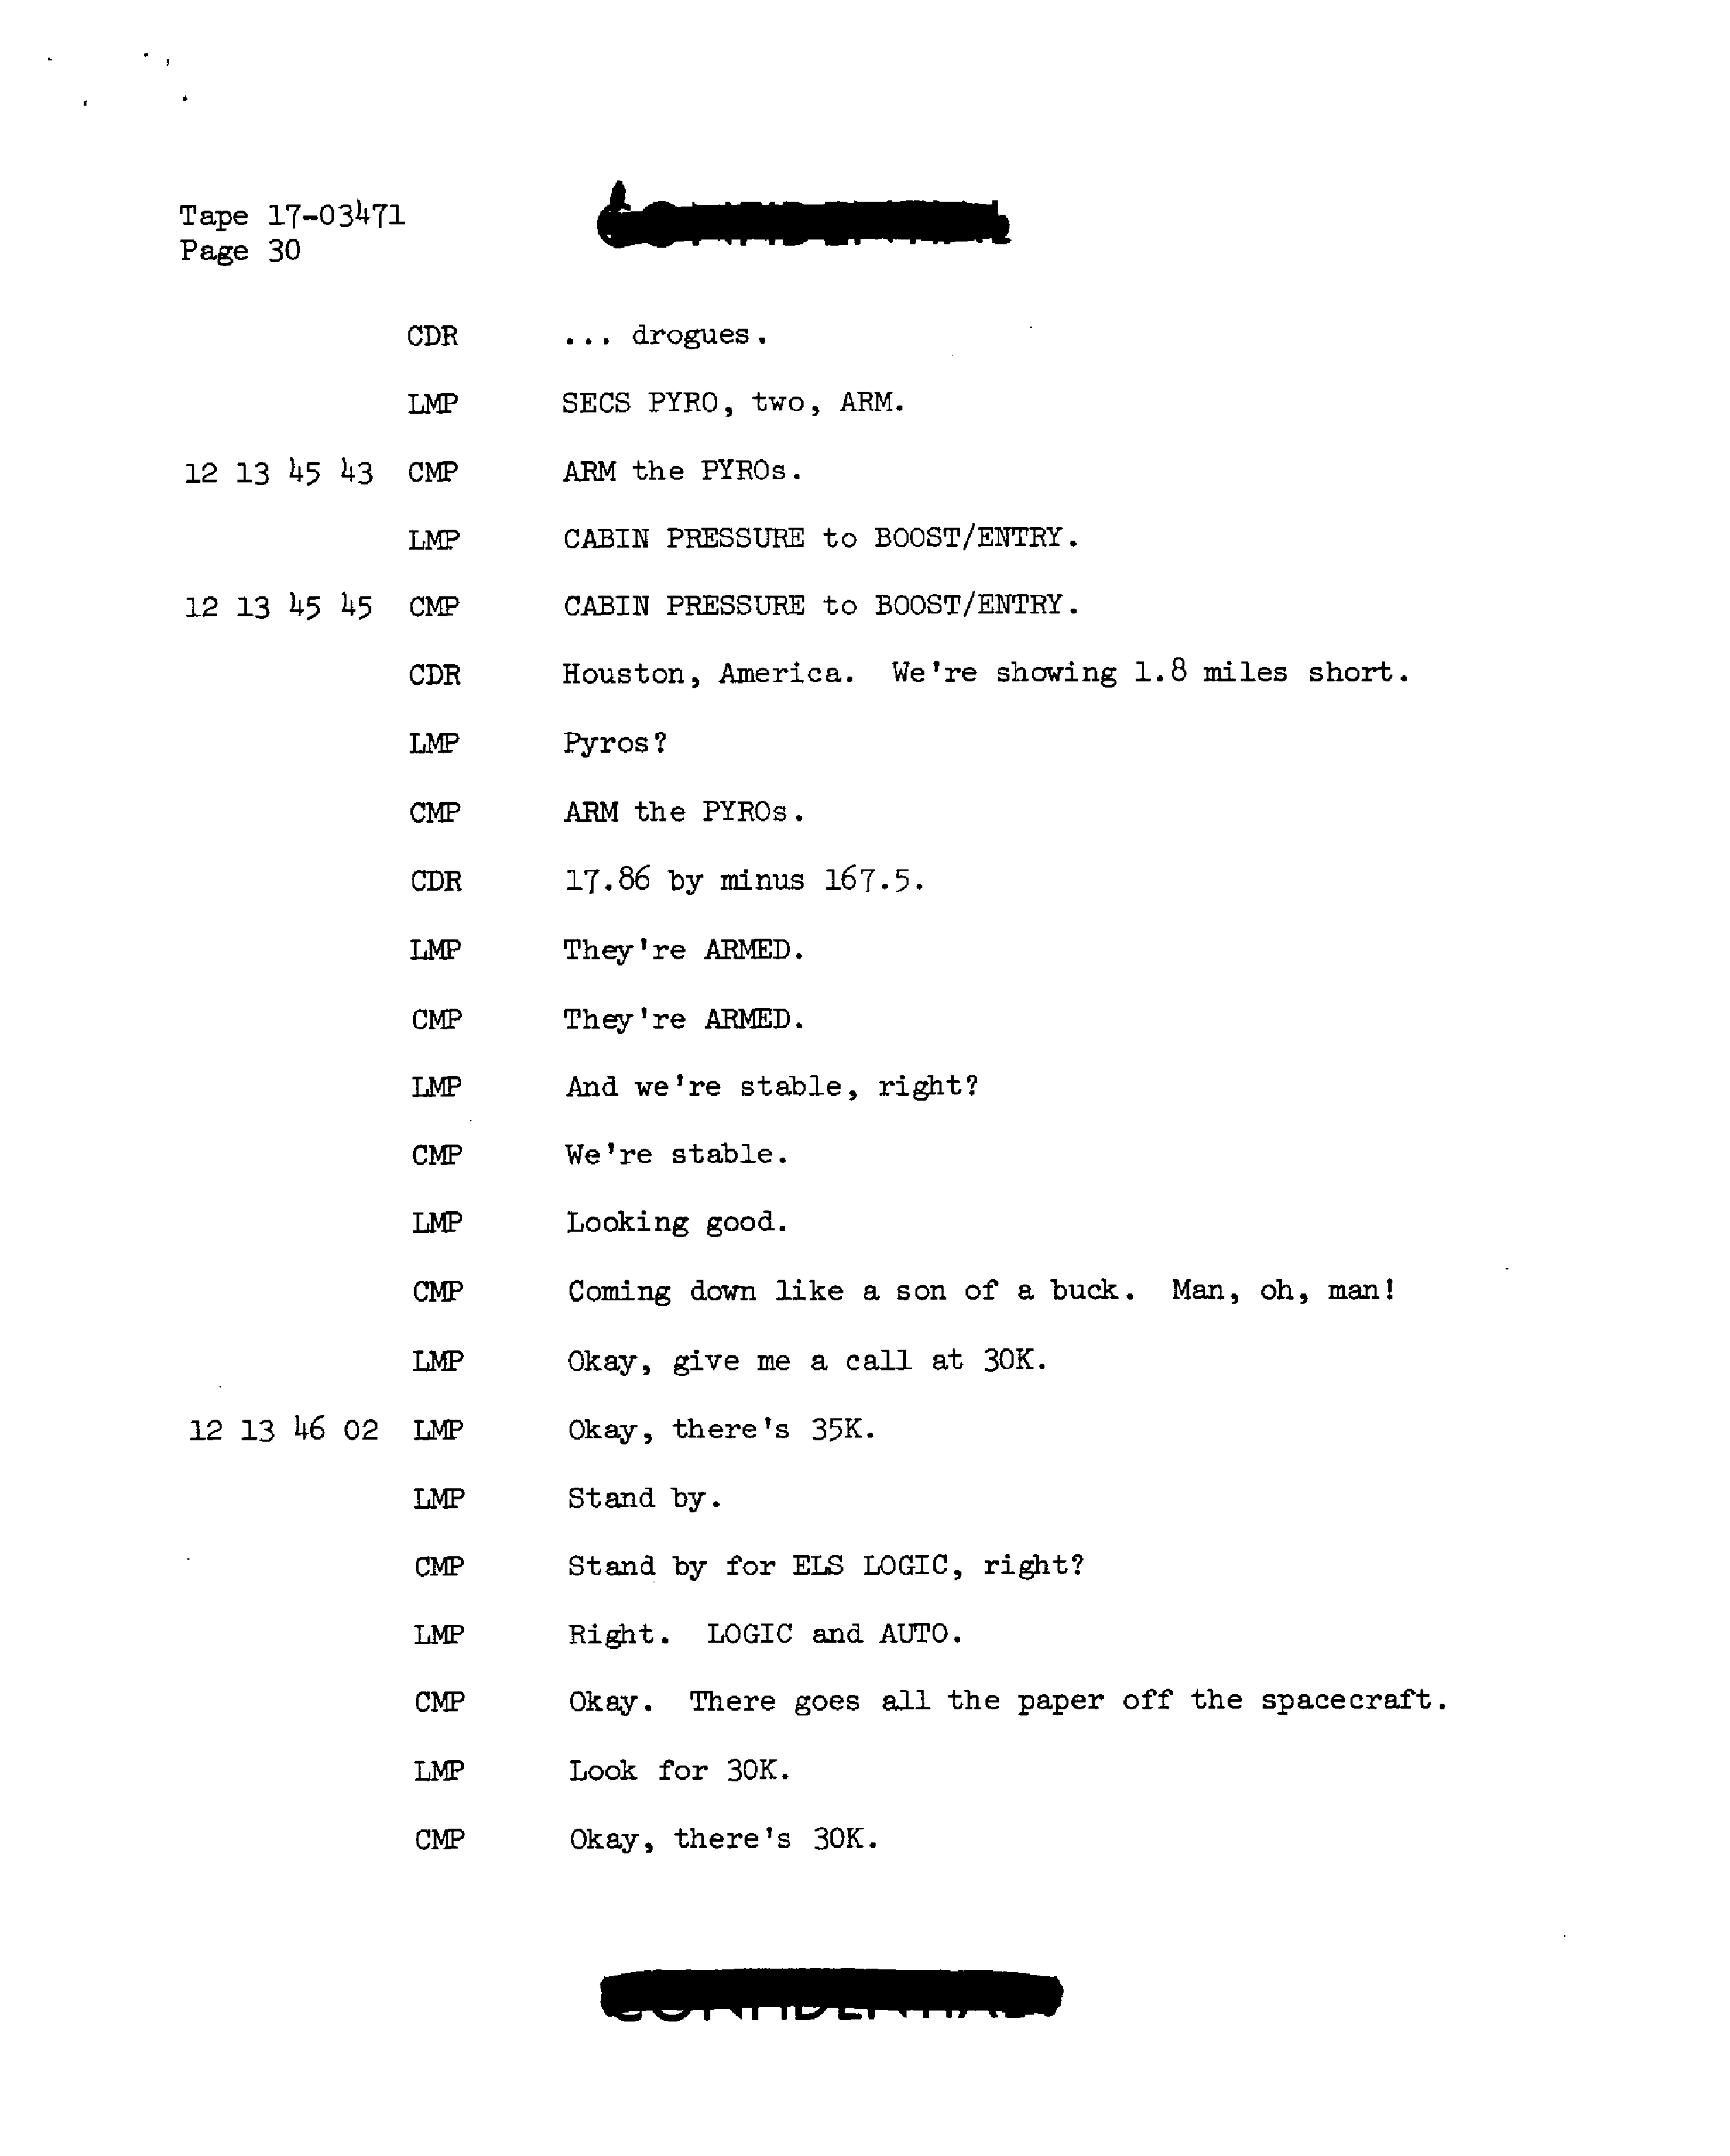 Tape 17-03471
Page 30
CDR ... drogues.
LMP SECS PYRO, two, ARM.
12 13 45 43 CMP ARM the PYROs.
LMP CABIN PRESSURE to BOOST/ENTRY.
12 13 45 45 CMP CABIN PRESSURE to BOOST/ENTRY.
CDR Houston, America. We're showing 1.8 miles short.
LMP Pyros?
CMP ARM the PYROs.
CDR 17.86 by minus 167.5.
LMP They're ARMED.
CMP They're ARMED.
LMP And we're stable, right?
CMP We're stable.
LMP Looking good.
CMP Coming down like a son of a buck. Man, oh, man!
LMP Okay, give me a call at 30K.
12 13 46 02 LMP Okay, there's 35K.
LMP Stand by.
CMP Stand by for ELS LOGIC, right?
LMP Right. LOGIC and AUTO.
CMP Okay. There goes all the paper off the spacecraft.
LMP Look for 30K.
CMP Okay, there's 30K.